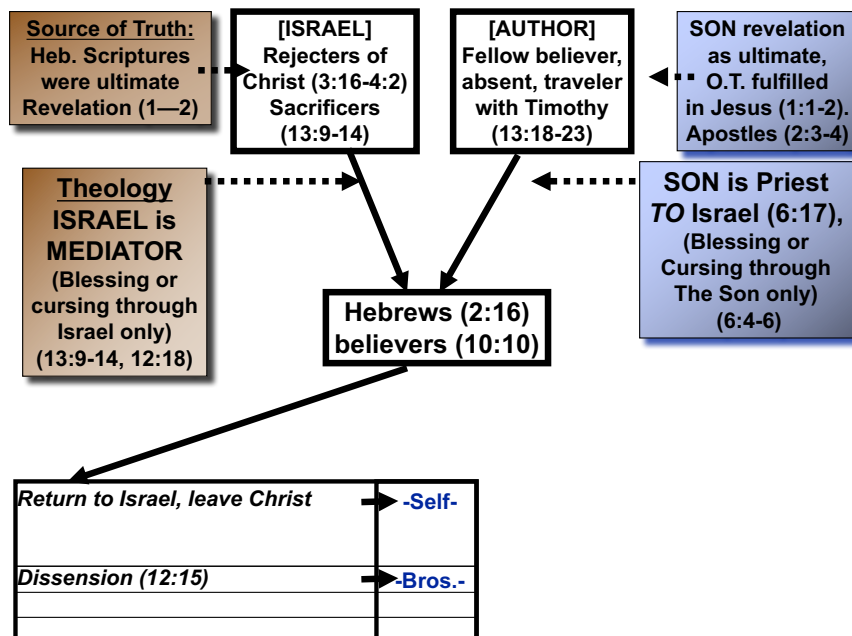 Source of Truth:
Heb. Scriptures
were ultimate
Revelation (1—2)
[ISRAEL]
Rejecters of
Christ (3:16-4:2)
Sacrificers
(13:9-14)
[AUTHOR]
Fellow believer,
absent, traveler
with Timothy
(13:18-23)
SON revelation
as ultimate,
O.T. fulfilled
in Jesus (1:1-2).
Apostles (2:3-4)
Theology
ISRAEL is
MEDIATOR
(Blessing or
cursing through
Israel only)
(13:9-14, 12:18)
SON is Priest
TO Israel (6:17),
(Blessing or
Cursing through
The Son only)
(6:4-6)
Hebrews (2:16)
believers (10:10)
Return to Israel, leave Christ
-Self-
Dissension (12:15)
-Bros.-